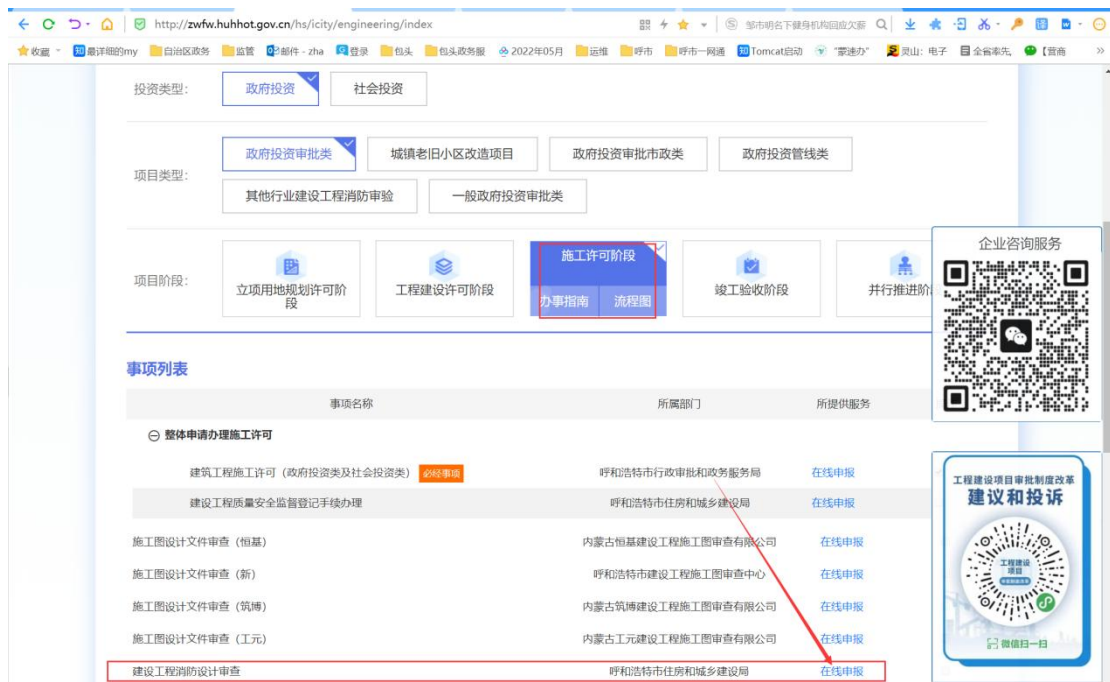 http://zwfw.huhhot.gov.cn/hs/icity/engineering/index
邹市明名下健身机构回应欠薪
收藏 最详细的my 自治区政务 监管 邮件 - zha 登录 包头 包头政务服 2022年05月 运维 呼市 呼市一网通 Tomcat启动 "蒙速办" 灵山: 电子 全省率先, 【营商
投资类型: 政府投资 社会投资
项目类型: 政府投资审批类 城镇老旧小区改造项目 政府投资审批市政类 政府投资管线类
其他行业建设工程消防审验 一般政府投资审批类
项目阶段: 立项用地规划许可阶段 工程建设许可阶段 施工许可阶段 竣工验收阶段 并行推进阶
办事指南 流程图
企业咨询服务
事项列表
事项名称 所属部门 所提供服务
整体申请办理施工许可
建筑工程施工许可（政府投资类及社会投资类） 必经事项 呼和浩特市行政审批和政务服务局 在线申报
建设工程质量安全监督登记手续办理 呼和浩特市住房和城乡建设局 在线申报
施工图设计文件审查（恒基） 内蒙古恒基建设工程施工图审查有限公司 在线申报
施工图设计文件审查（新） 呼和浩特市建设工程施工图审查中心 在线申报
施工图设计文件审查（筑博） 内蒙古筑博建设工程施工图审查有限公司 在线申报
施工图设计文件审查（工元） 内蒙古工元建设工程施工图审查有限公司 在线申报
建设工程消防设计审查 呼和浩特市住房和城乡建设局 在线申报
工程建设项目审批制度改革
建议和投诉
工程建设
项目
微信扫一扫